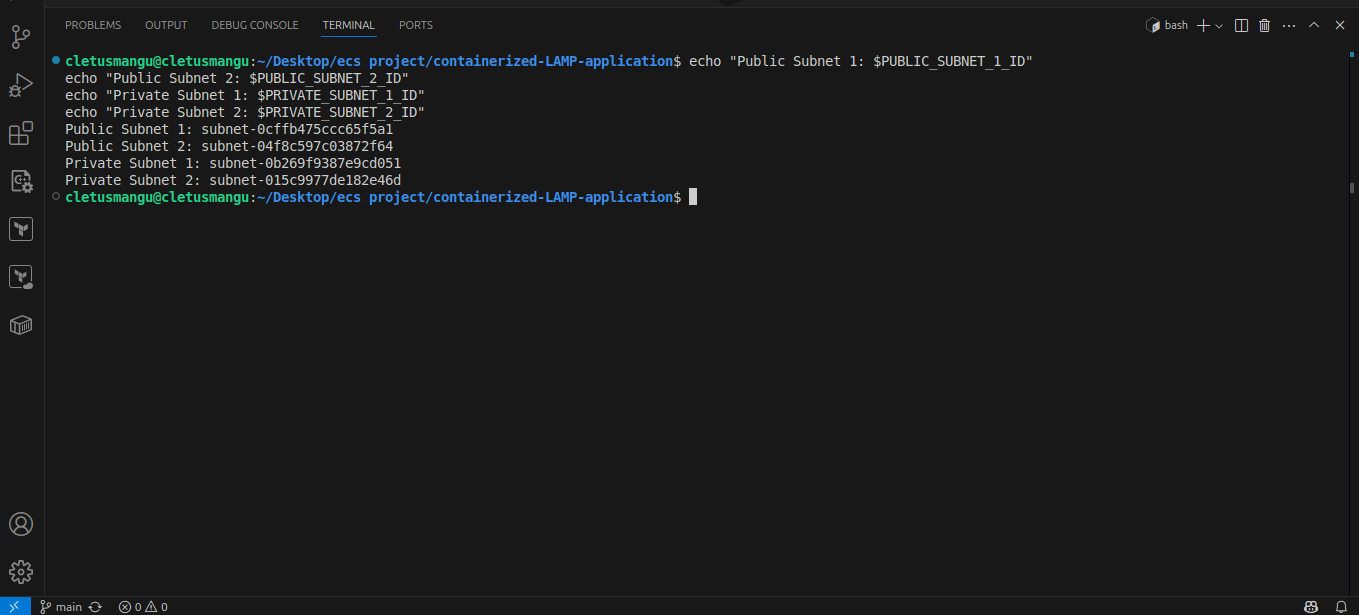 PROBLEMS OUTPUT DEBUG CONSOLE TERMINAL PORTS bash
cletusmangu@cletusmangu:~/Desktop/ecs project/containerized-LAMP-application$ echo "Public Subnet 1: $PUBLIC_SUBNET_1_ID"
echo "Public Subnet 2: $PUBLIC_SUBNET_2_ID"
echo "Private Subnet 1: $PRIVATE_SUBNET_1_ID"
echo "Private Subnet 2: $PRIVATE_SUBNET_2_ID"
Public Subnet 1: subnet-0cffb475ccc65f5a1
Public Subnet 2: subnet-04f8c597c03872f64
Private Subnet 1: subnet-0b269f9387e9cd051
Private Subnet 2: subnet-015c9977de182e46d
cletusmangu@cletusmangu:~/Desktop/ecs project/containerized-LAMP-application$
main 0 0